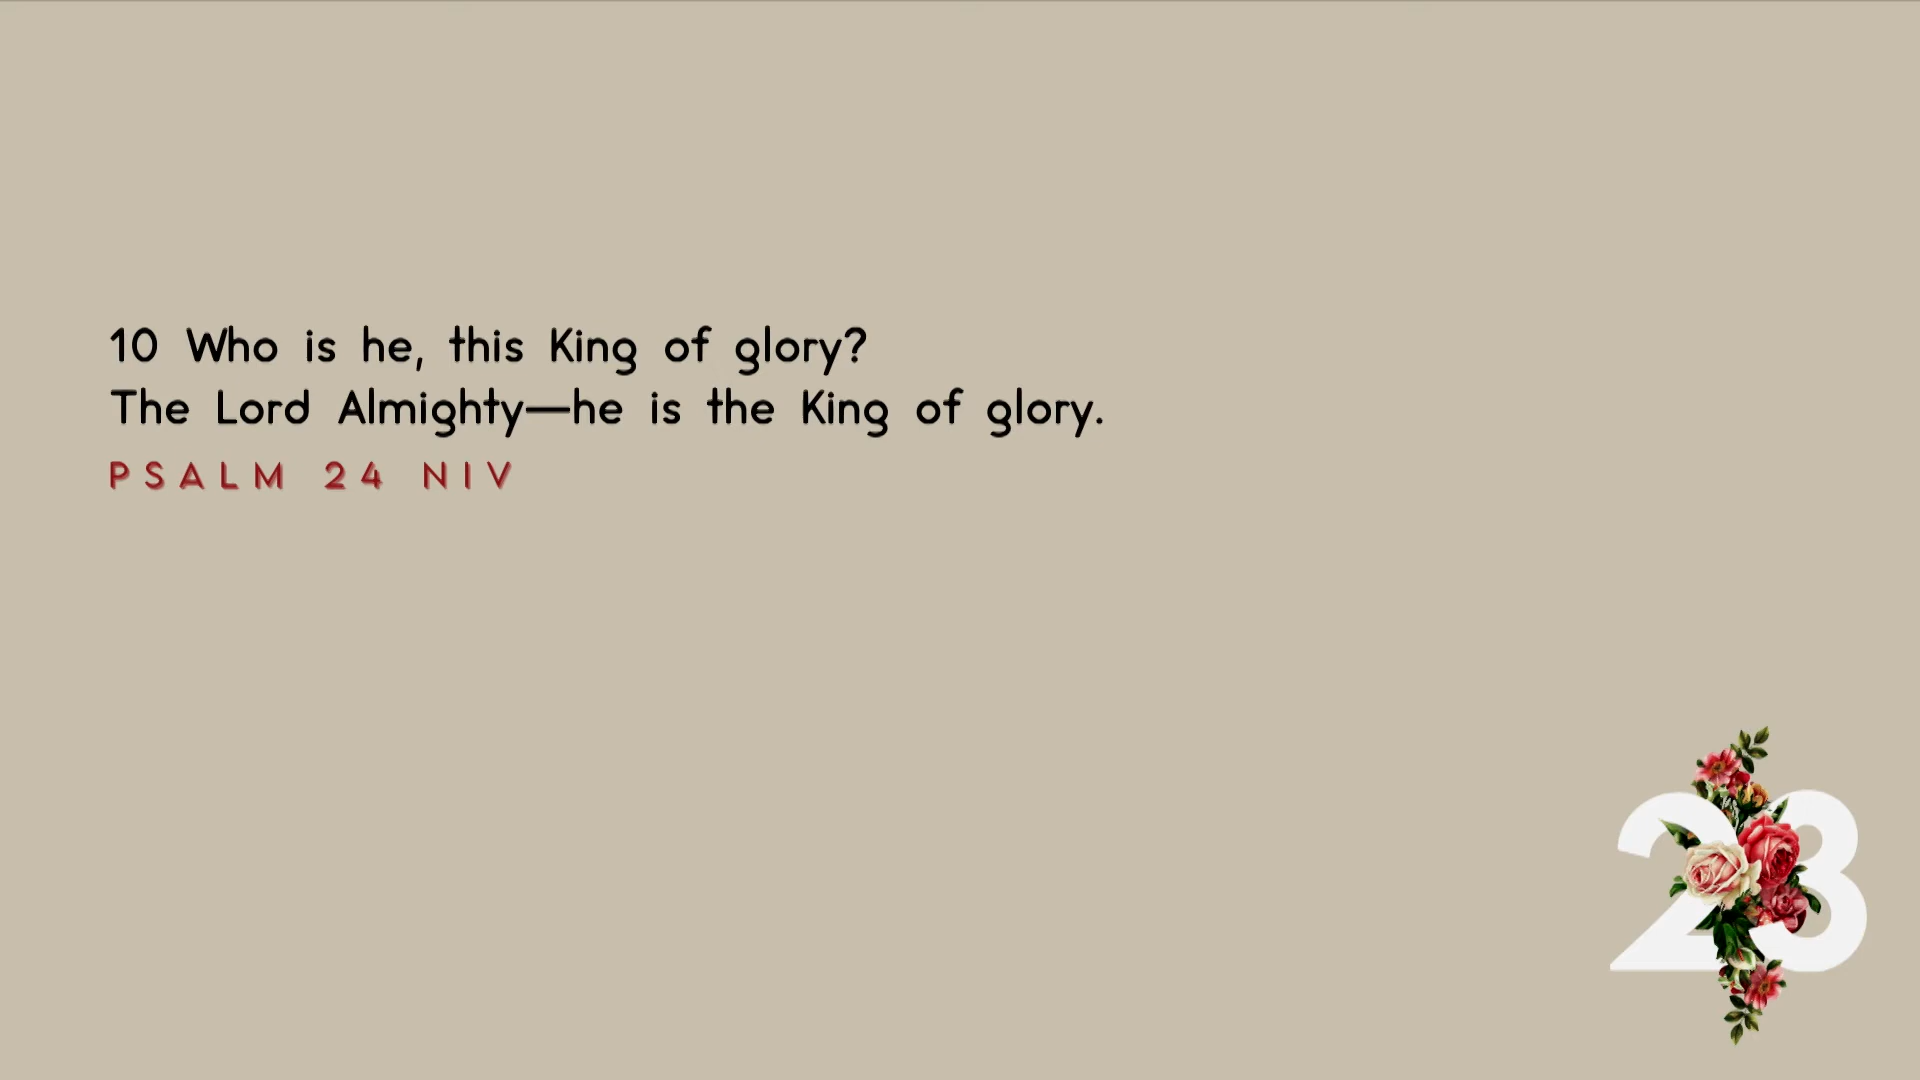 10 Who is he, this King of glory?
The Lord Almighty—he is the King of glory.
PSALM 24 NIV
23